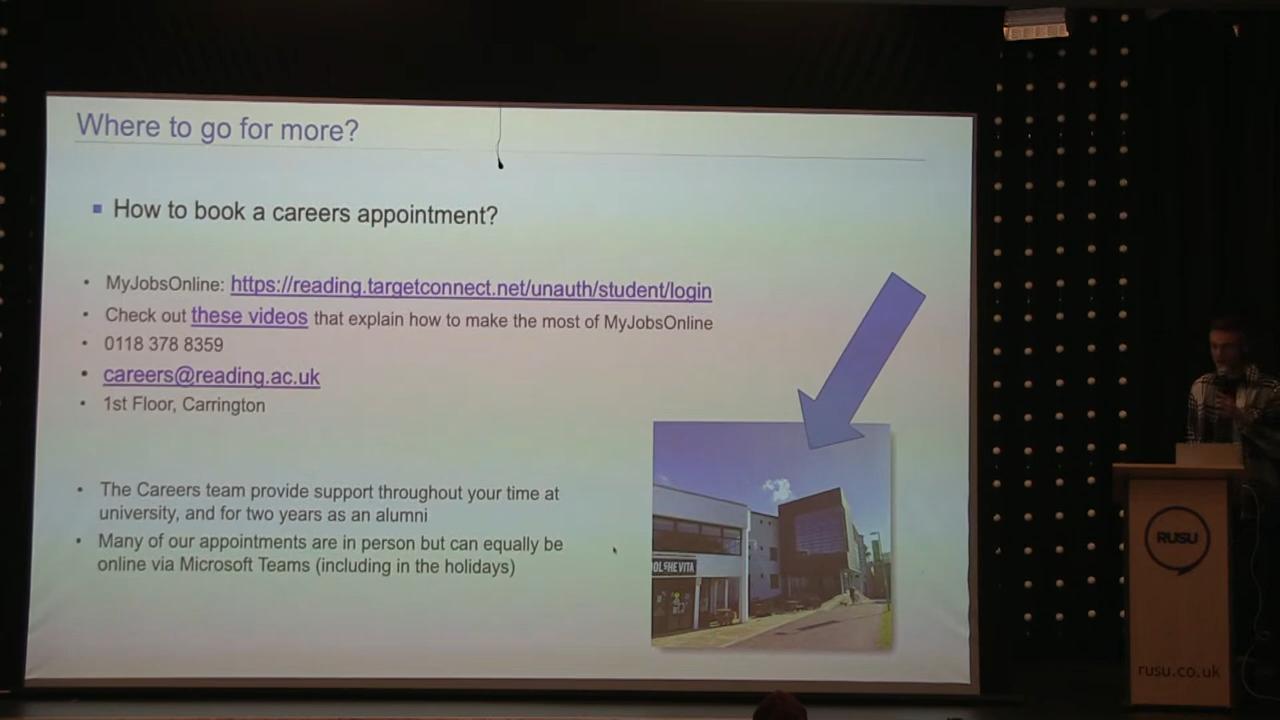 Where to go for more?
How to book a careers appointment?
MyJobsOnline: https://reading.targetconnect.net/unauth/student/login
Check out these videos that explain how to make the most of MyJobsOnline
0118 378 8359
careers@reading.ac.uk
1st Floor, Carrington
The Careers team provide support throughout your time at
university, and for two years as an alumni
Many of our appointments are in person but can equally be
online via Microsoft Teams (including in the holidays)
VITA
RUSU
rusu.co.uk